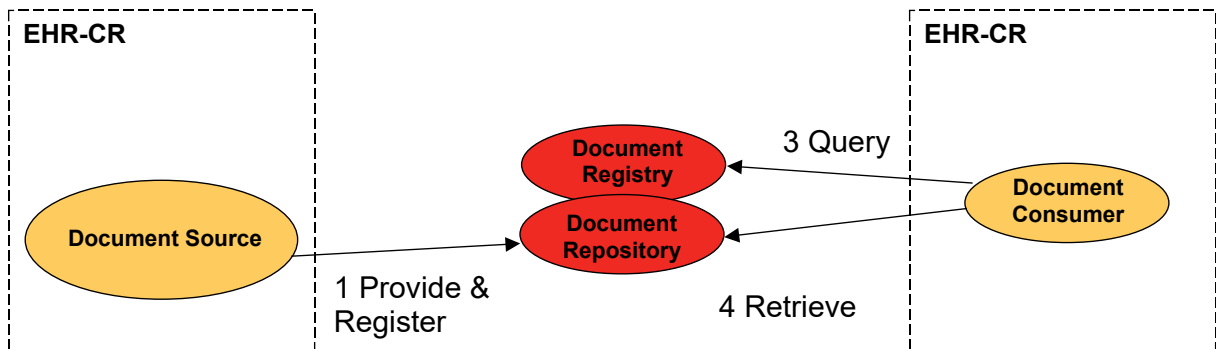 EHR-CR
EHR-CR
Document
Registry
3 Query
Document
Consumer
Document Source
Document
Repository
1 Provide &
Register
4 Retrieve